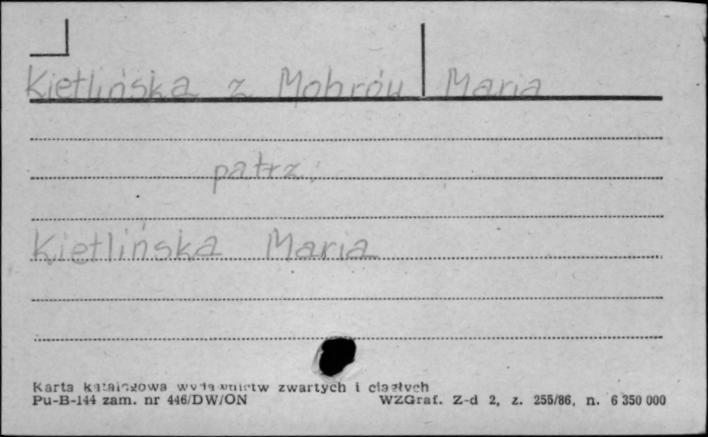 Kietlińska z Mohrów Maria
patrz:
Kietlińska Maria
Karta katalogowa wydawnictw zwartych i ciągłych
Pu-B-144 zam. nr 446/DW/ON WZGraf. Z-d 2, z. 255/86, n. 6 350 000